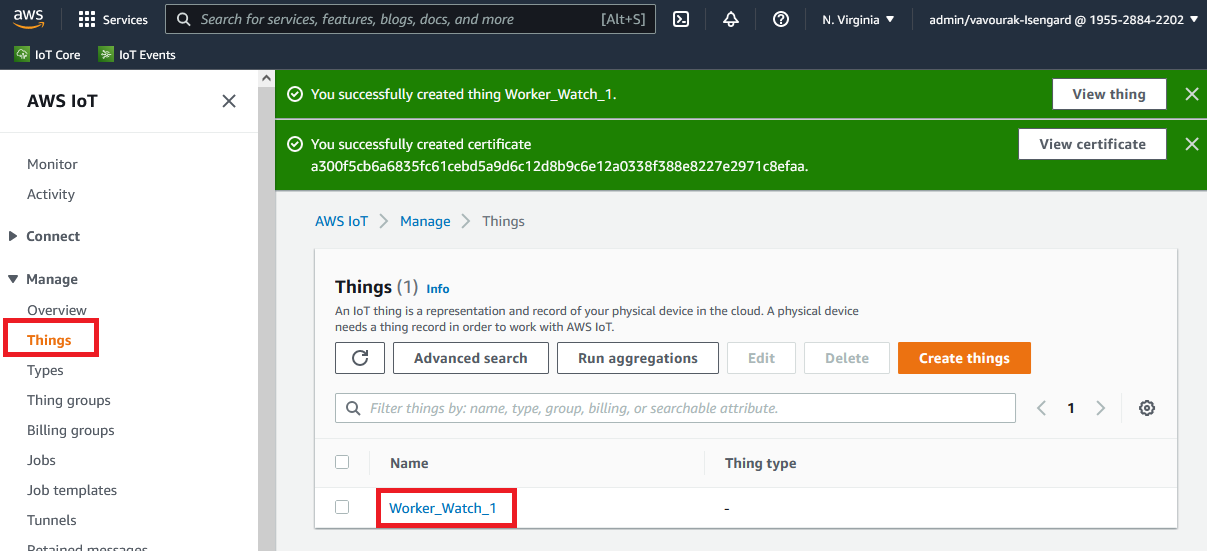 aws
Services
Search for services, features, blogs, docs, and more
[Alt+S]
N. Virginia
admin/vavourak-Isengard @ 1955-2884-2202
IoT Core
IoT Events
AWS IoT
Monitor
Activity
Connect
Manage
Overview
Things
Types
Thing groups
Billing groups
Jobs
Job templates
Tunnels
Retained messages
You successfully created thing Worker_Watch_1.
View thing
You successfully created certificate
a300f5cb6a6835fc61cebd5a9d6c12d8b9c6e12a0338f388e8227e2971c8efaa.
View certificate
AWS IoT
Manage
Things
Things (1) Info
An IoT thing is a representation and record of your physical device in the cloud. A physical device
needs a thing record in order to work with AWS IoT.
Advanced search
Run aggregations
Edit
Delete
Create things
Filter things by: name, type, group, billing, or searchable attribute.
1
Name
Thing type
Worker_Watch_1
-